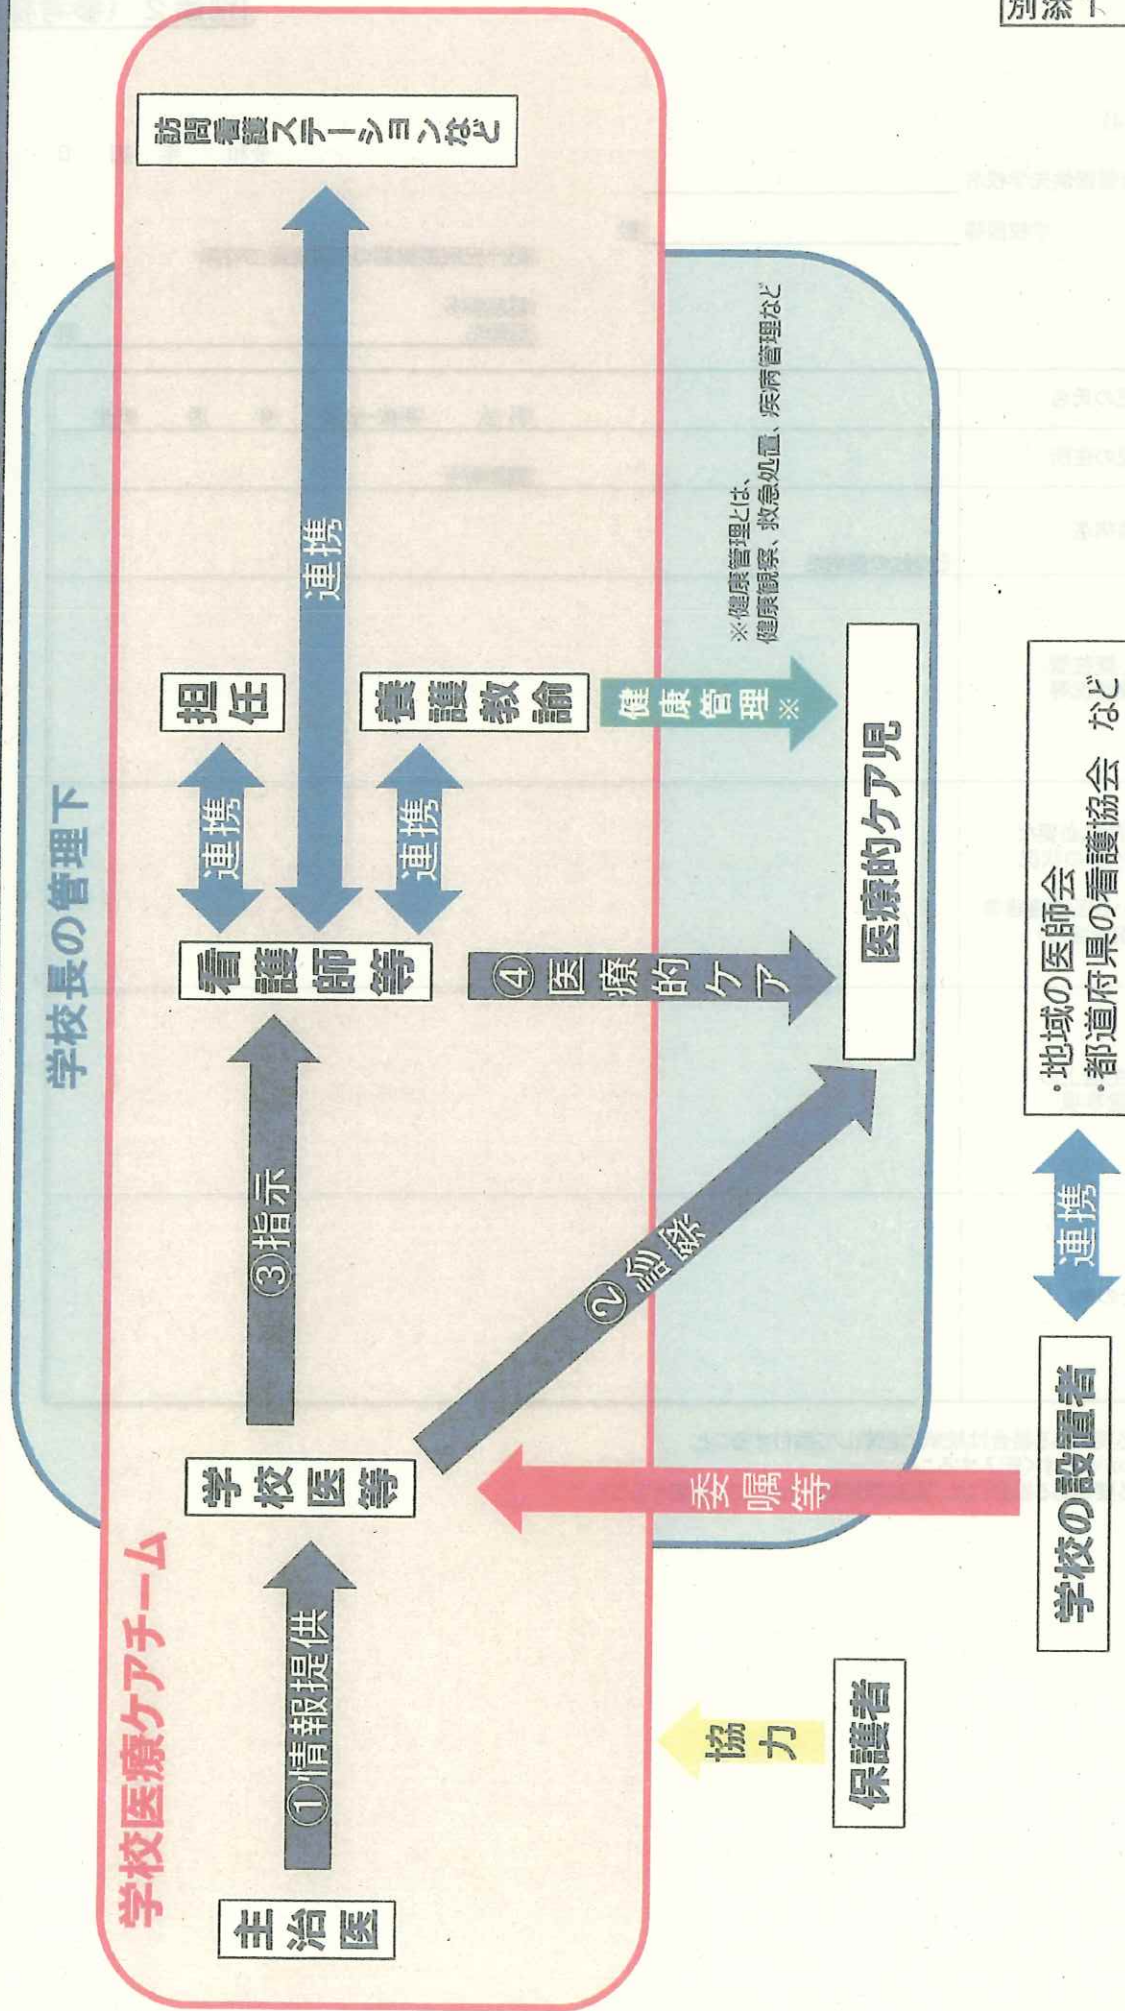 別添1
学校医療ケアチーム
学校長の管理下
主治医
①情報提供
学校医等
③指示
看護師等
連携
担任
連携
養護教諭
連携
訪問看護ステーションなど
②診療
④医療的ケア
健康管理※
※健康管理とは、
健康観察、救急処置、疾病管理など
医療的ケア児
委嘱等
協力
保護者
学校の設置者
連携
・地域の医師会
・都道府県の看護協会 など